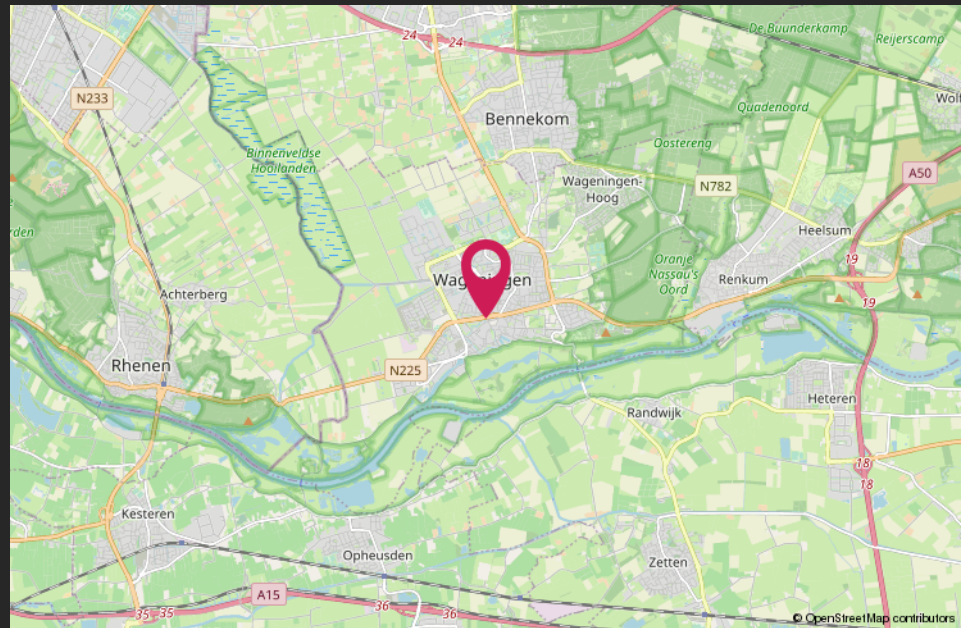 24
24
De Buunderkamp
Reijerscamp
N233
Wolf
Quadenoord
Bennekom
Oostereng
Binnenveldse
Hooilanden
A50
Wageningen-
Hoog
N782
rden
Heelsum
19
Oranje
Nassau's
Oord
Renkum
Wageningen
Achterberg
19
Rhenen
N225
Heteren
Randwijk
18
18
Kesteren
Opheusden
Zetten
A15
35
35
36
36
© OpenStreetMap contributors